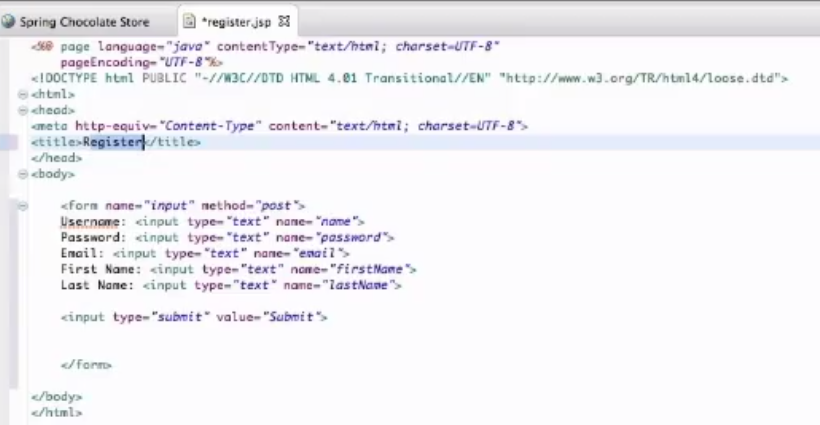 Spring Chocolate Store
*register.jsp
<%@ page language="java" contentType="text/html; charset=UTF-8"
pageEncoding="UTF-8"%>
<!DOCTYPE html PUBLIC "-//W3C//DTD HTML 4.01 Transitional//EN" "http://www.w3.org/TR/html4/loose.dtd">
<html>
<head>
<meta http-equiv="Content-Type" content="text/html; charset=UTF-8">
<title>Register</title>
</head>
<body>
<form name="input" method="post">
Username: <input type="text" name="name">
Password: <input type="text" name="password">
Email: <input type="text" name="email">
First Name: <input type="text" name="firstName">
Last Name: <input type="text" name="lastName">
<input type="submit" value="Submit">
</form>
</body>
</html>